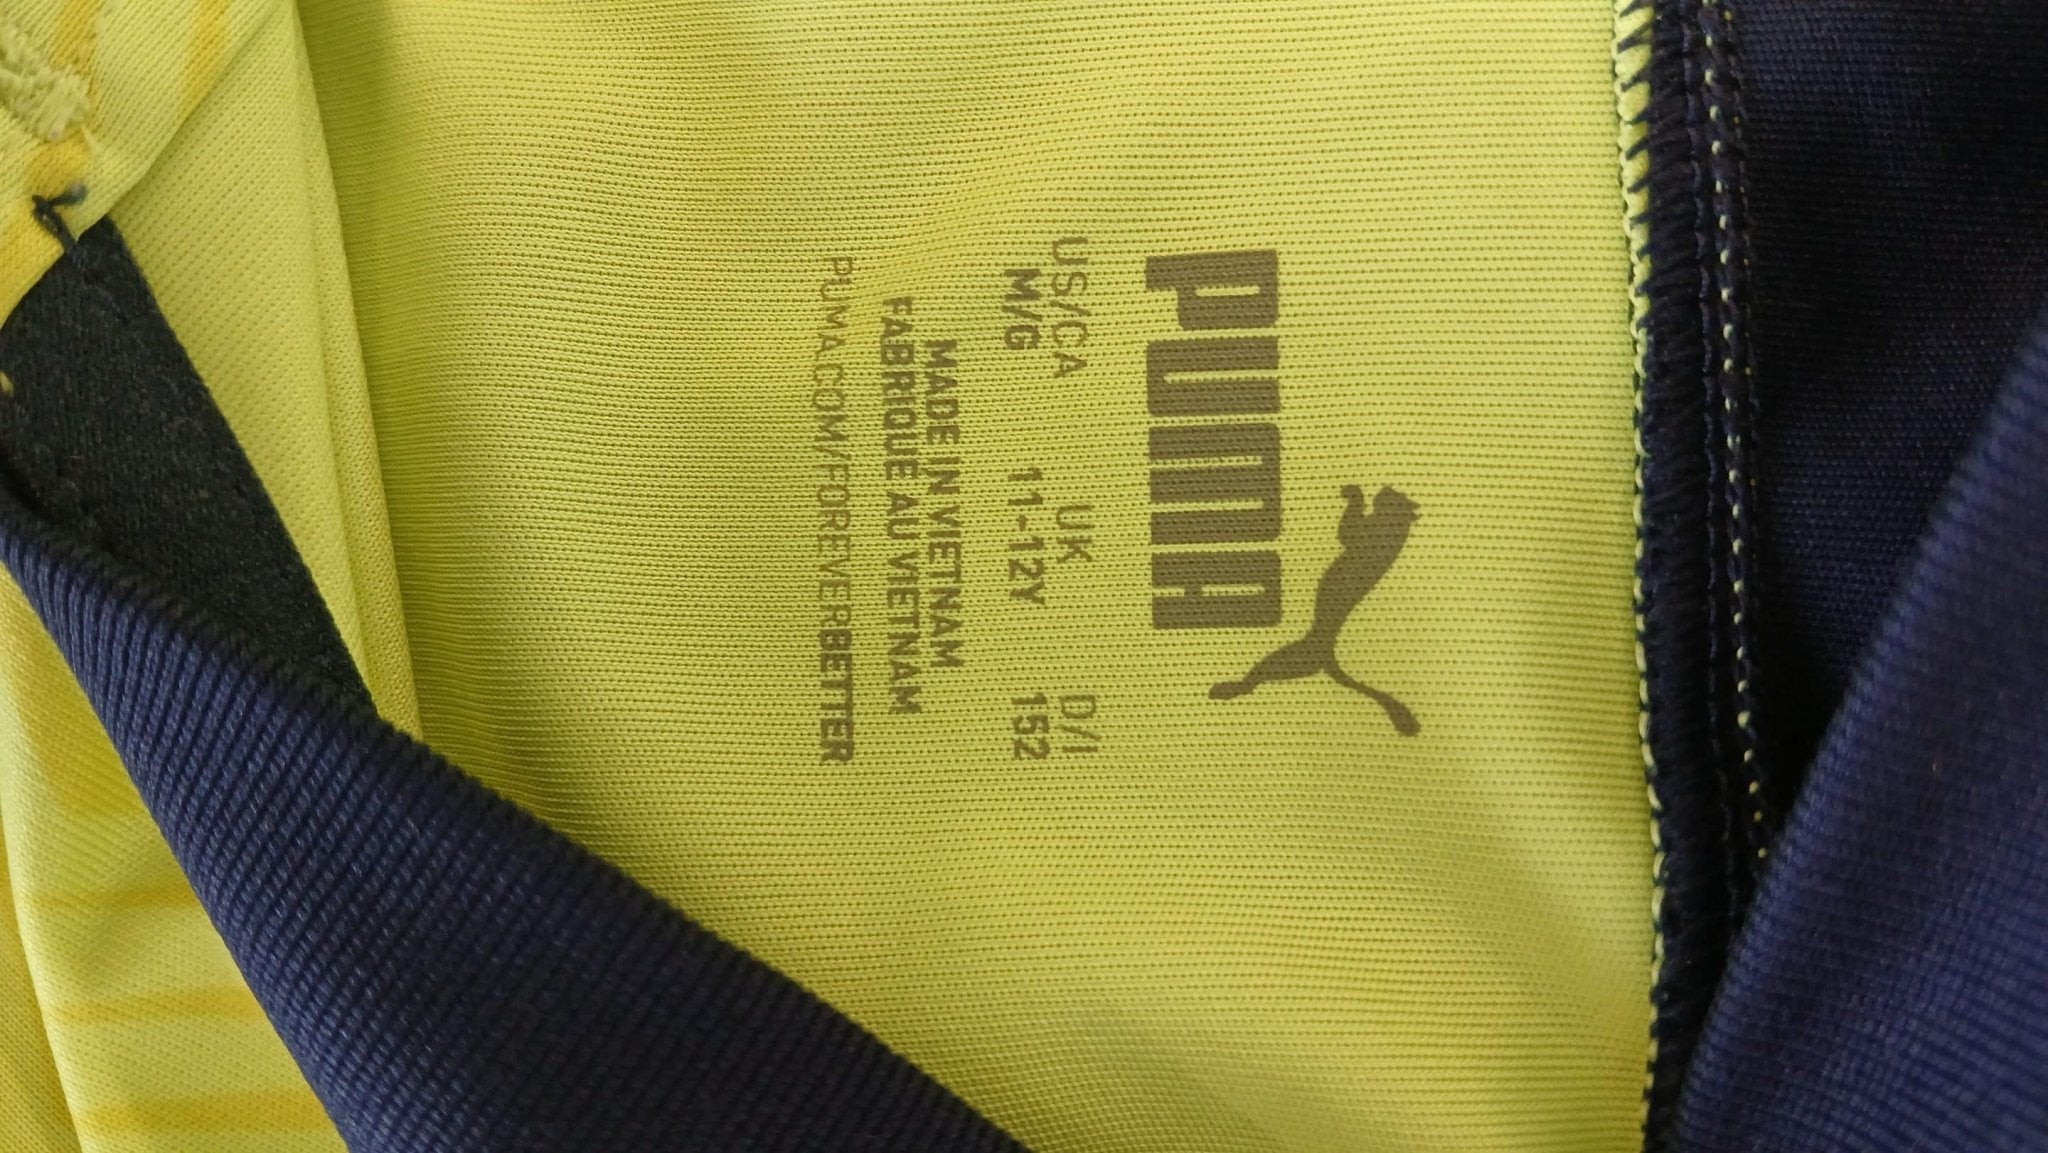 PUMA
US/CA UK D/I
M/G 11-12Y 152
MADE IN VIETNAM
FABRIQUE AU VIETNAM
PUMA.COM/FOREVERBETTER